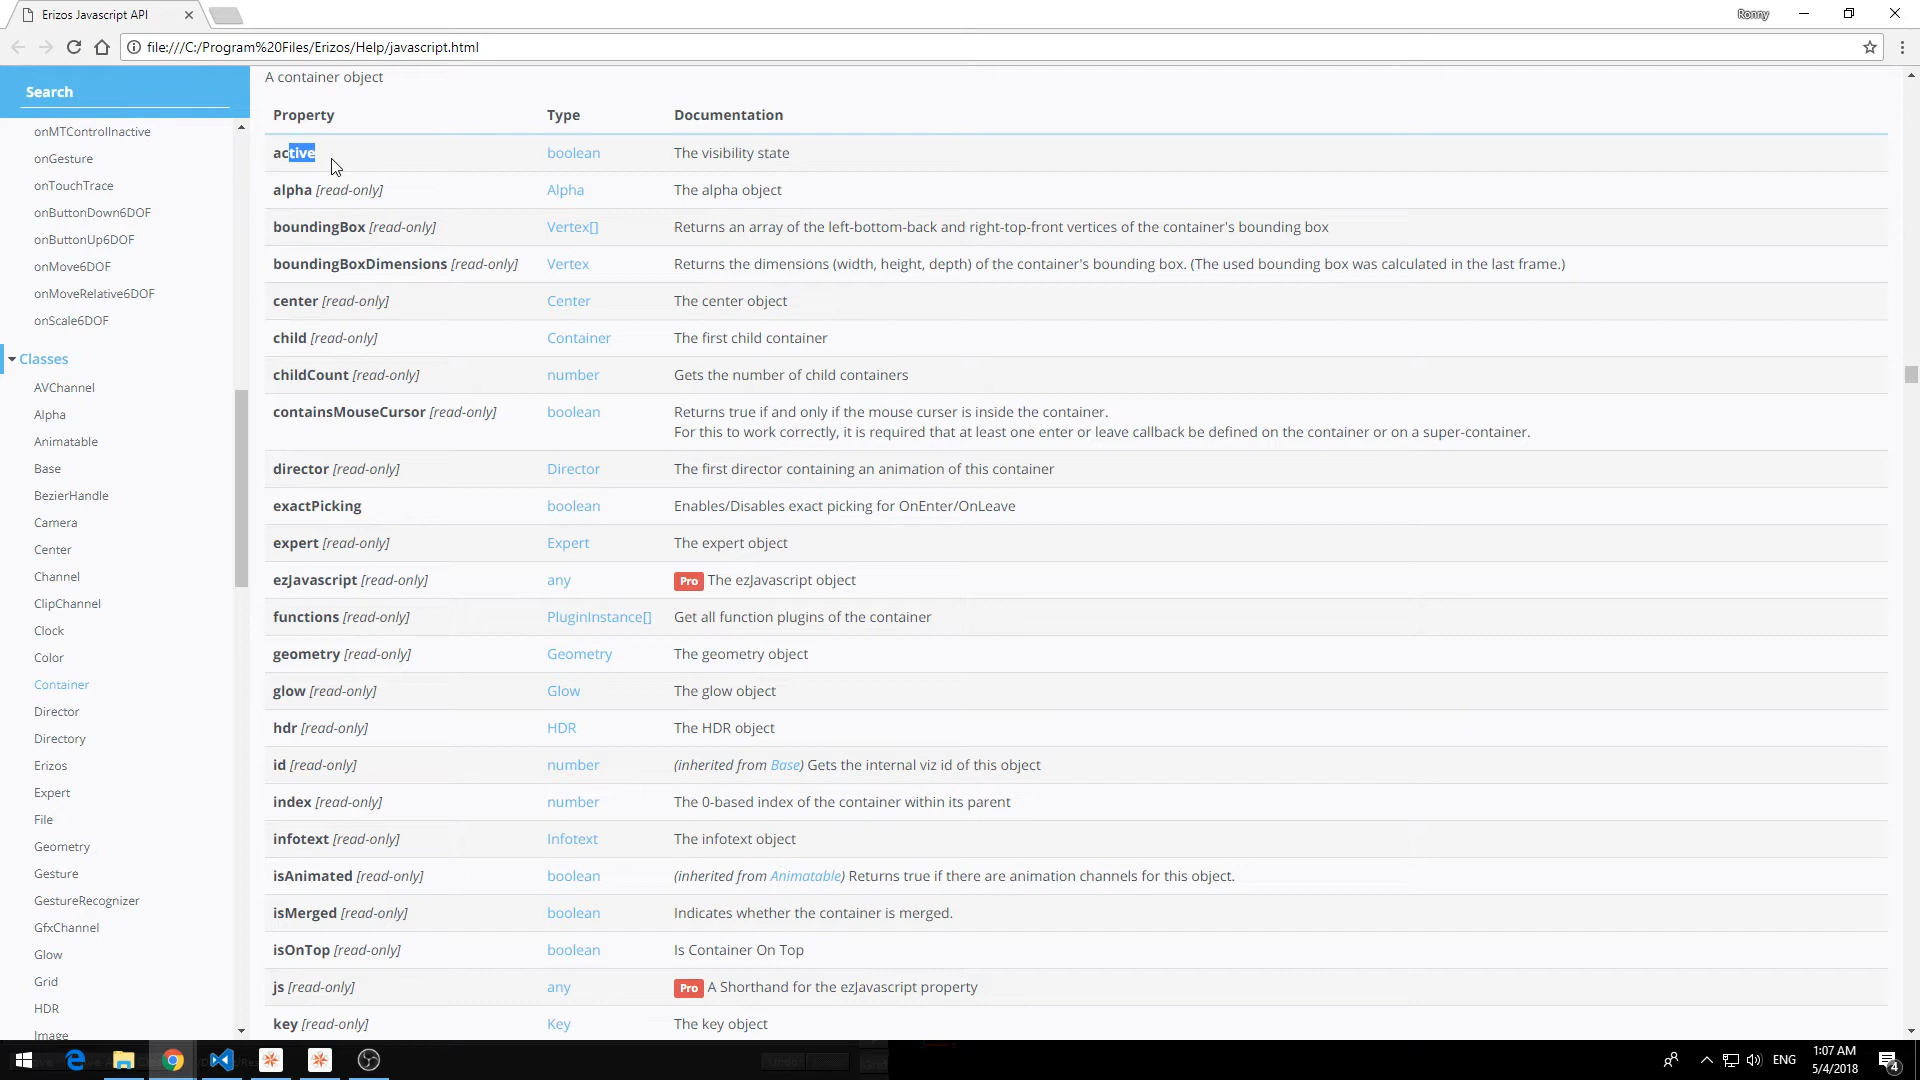 Erizos Javascript API
Ronny
file:///C:/Program%20Files/Erizos/Help/javascript.html
Search
onMTControlInactive
onGesture
onTouchTrace
onButtonDown6DOF
onButtonUp6DOF
onMove6DOF
onMoveRelative6DOF
onScale6DOF
Classes
AVChannel
Alpha
Animatable
Base
BezierHandle
Camera
Center
Channel
ClipChannel
Clock
Color
Container
Director
Directory
Erizos
Expert
File
Geometry
Gesture
GestureRecognizer
GfxChannel
Glow
Grid
HDR
Image
A container object
Property Type Documentation
active boolean The visibility state
alpha [read-only] Alpha The alpha object
boundingBox [read-only] Vertex[] Returns an array of the left-bottom-back and right-top-front vertices of the container's bounding box
boundingBoxDimensions [read-only] Vertex Returns the dimensions (width, height, depth) of the container's bounding box. (The used bounding box was calculated in the last frame.)
center [read-only] Center The center object
child [read-only] Container The first child container
childCount [read-only] number Gets the number of child containers
containsMouseCursor [read-only] boolean Returns true if and only if the mouse curser is inside the container.
For this to work correctly, it is required that at least one enter or leave callback be defined on the container or on a super-container.
director [read-only] Director The first director containing an animation of this container
exactPicking boolean Enables/Disables exact picking for OnEnter/OnLeave
expert [read-only] Expert The expert object
ezJavascript [read-only] any Pro The ezJavascript object
functions [read-only] PluginInstance[] Get all function plugins of the container
geometry [read-only] Geometry The geometry object
glow [read-only] Glow The glow object
hdr [read-only] HDR The HDR object
id [read-only] number (inherited from Base) Gets the internal viz id of this object
index [read-only] number The 0-based index of the container within its parent
infotext [read-only] Infotext The infotext object
isAnimated [read-only] boolean (inherited from Animatable) Returns true if there are animation channels for this object.
isMerged [read-only] boolean Indicates whether the container is merged.
isOnTop [read-only] boolean Is Container On Top
js [read-only] any Pro A Shorthand for the ezJavascript property
key [read-only] Key The key object
ENG
1:07 AM
5/4/2018
4